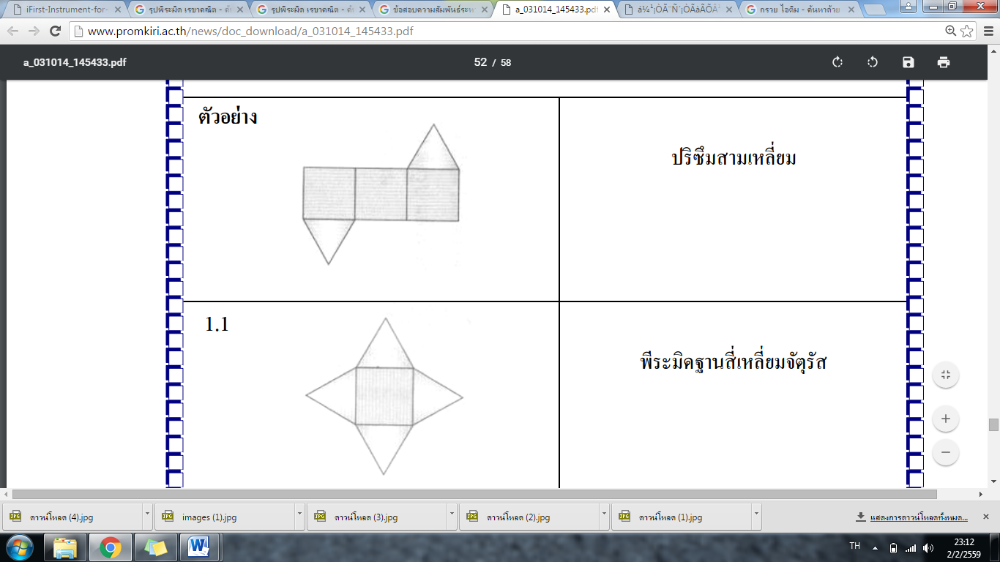 iFirst-Instrument-for-
รูปพีระมิด เรขาคณิต - ค้น
รูปพีระมิด เรขาคณิต - ค้น
ข้อสอบความสัมพันธ์ระห
a_031014_145433.pdf
กรวย ไอติม - ค้นหาด้วย
www.promkiri.ac.th/news/doc_download/a_031014_145433.pdf
a_031014_145433.pdf
52 / 58
ตัวอย่าง
ปริซึมสามเหลี่ยม
1.1
พีระมิดฐานสี่เหลี่ยมจัตุรัส
ดาวน์โหลด (4).jpg
images (1).jpg
ดาวน์โหลด (3).jpg
ดาวน์โหลด (2).jpg
ดาวน์โหลด (1).jpg
แสดงการดาวน์โหลดทั้งหมด...
TH
23:12
2/2/2559